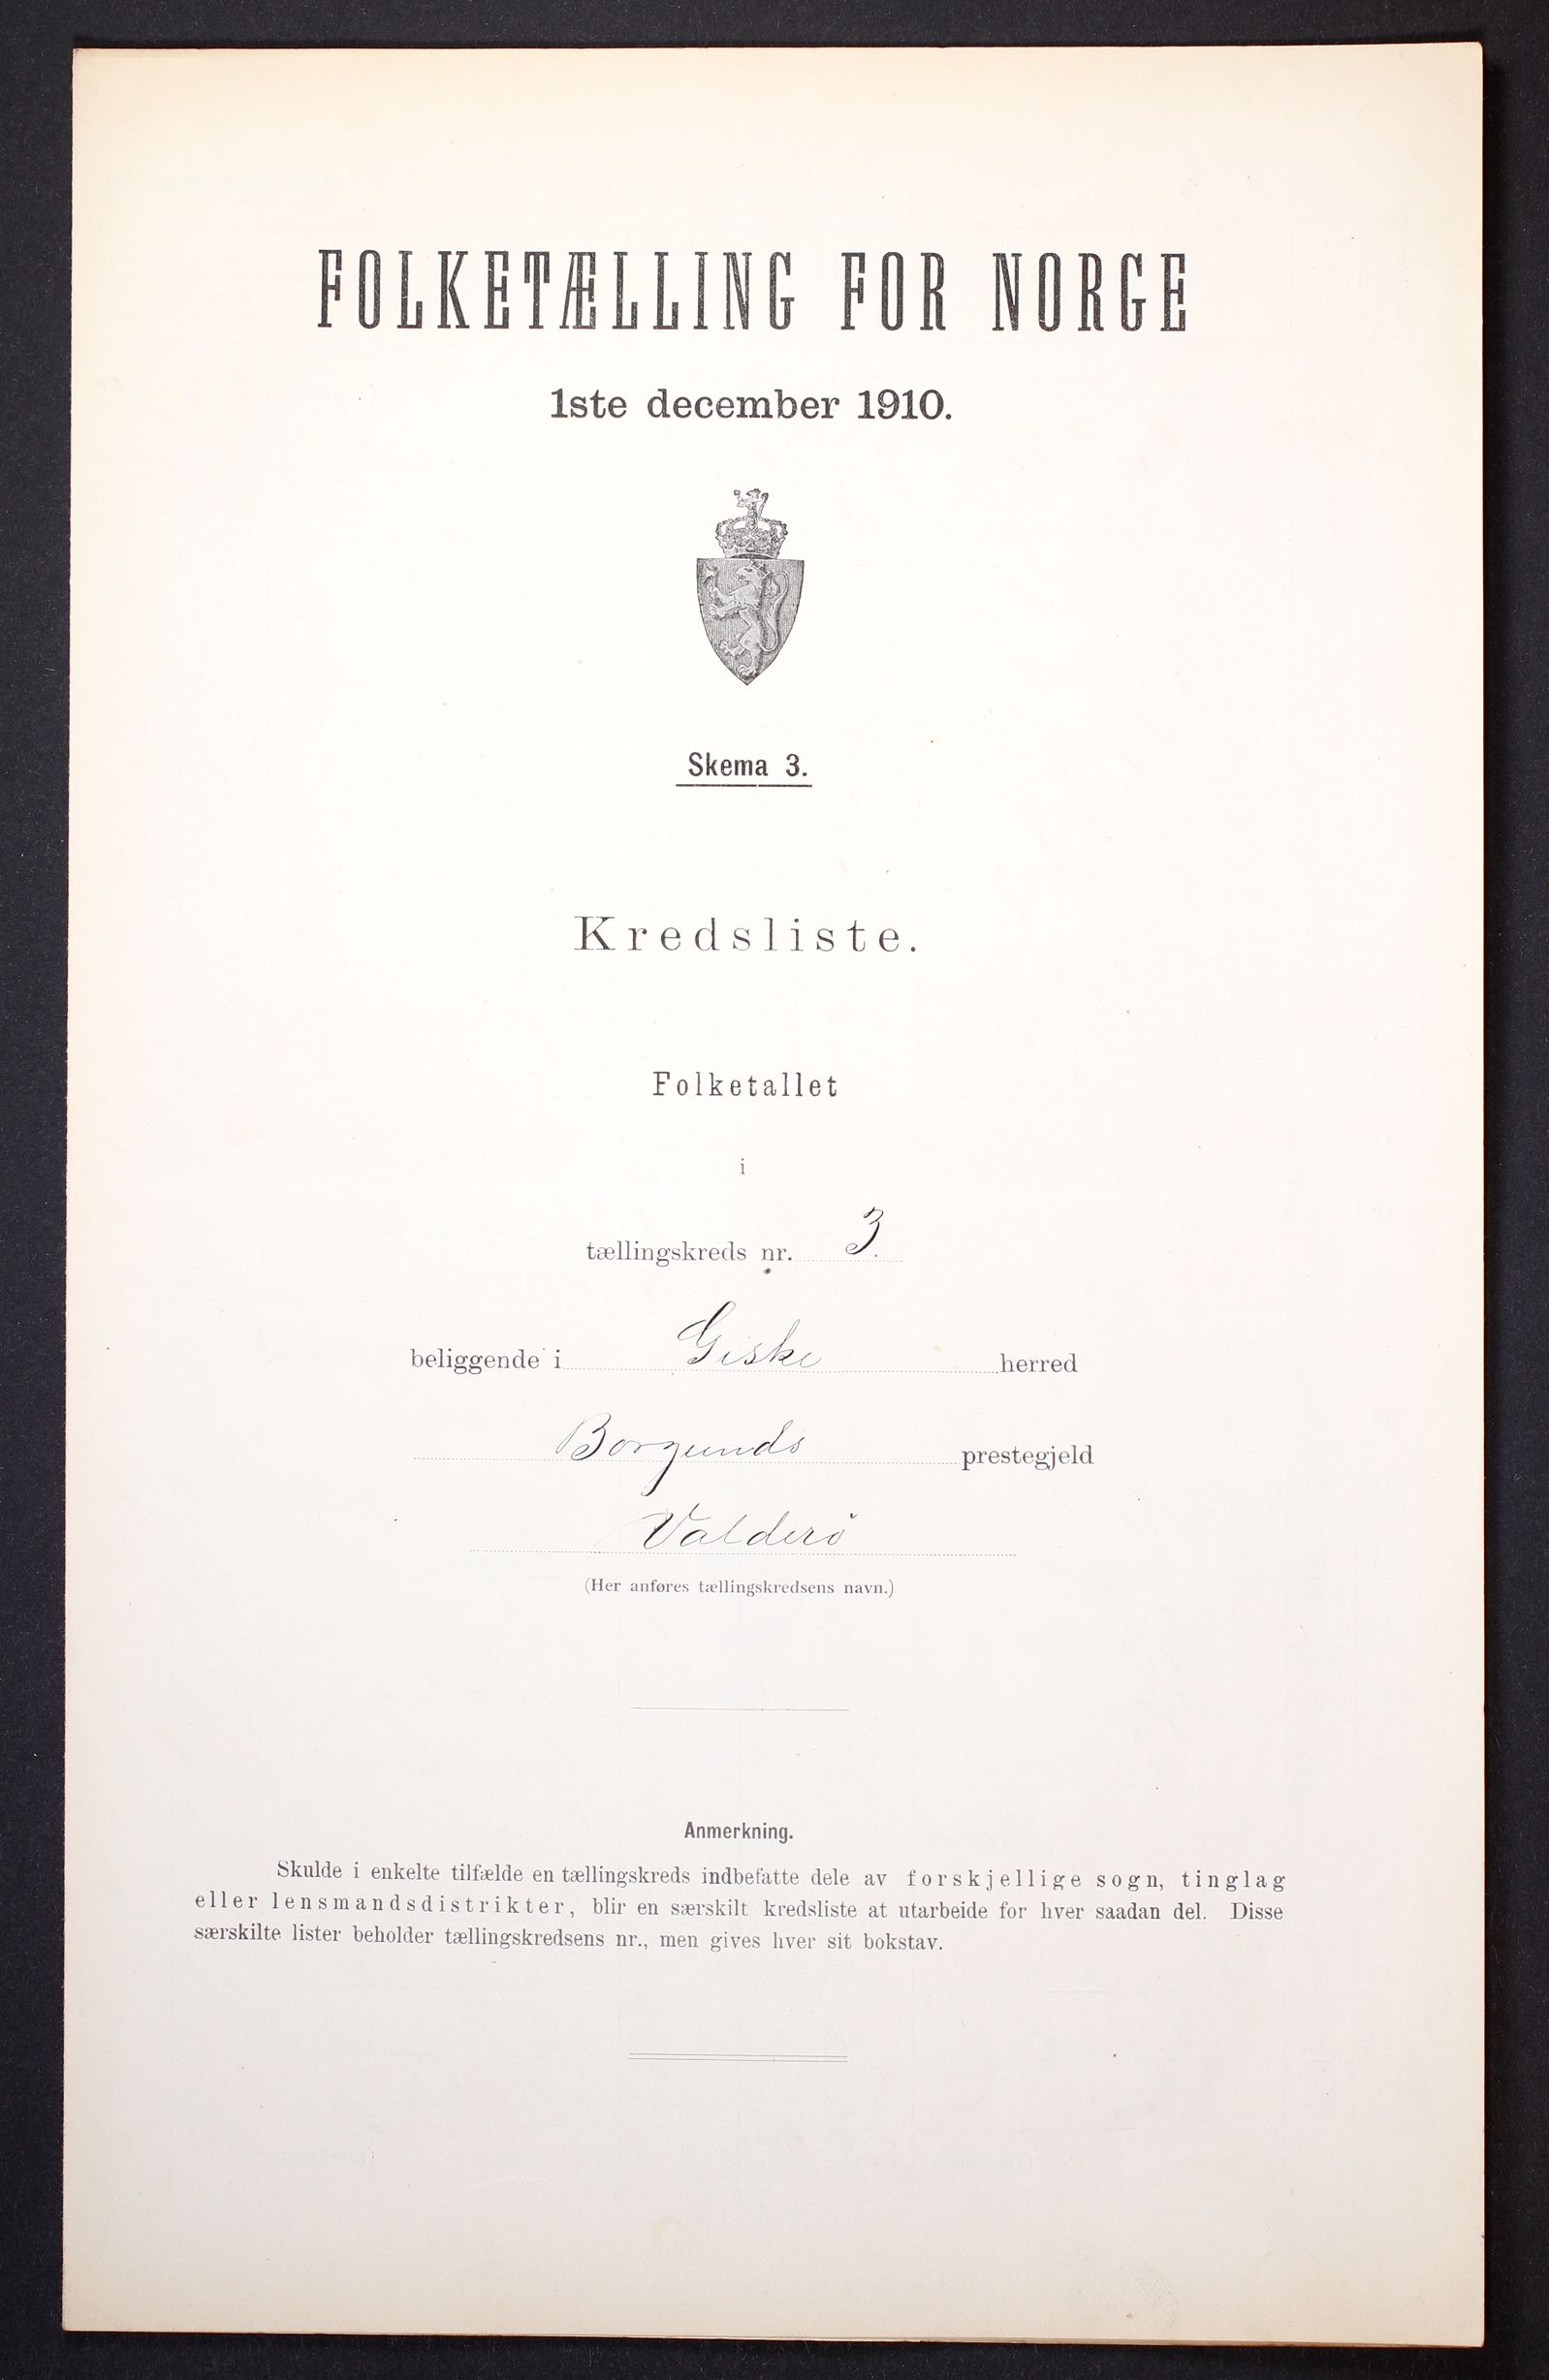 FOLKETÆLLING FOR NORGE
1ste december 1910.
Skema 3.
Kredsliste.
Folketallet
i
tællingskreds nr. 3.
beliggende i Giske herred
Borgunds prestegjeld
Valderö
(Her anføres tællingskredsens navn.)
Anmerkning.
Skulde i enkelte tilfælde en tællingskreds indbefatte dele av forskjellige sogn, tinglag
eller lensmandsdistrikter, blir en særskilt kredsliste at utarbeide for hver saadan del. Disse
særskilte lister beholder tællingskredsens nr., men gives hver sit bokstav.